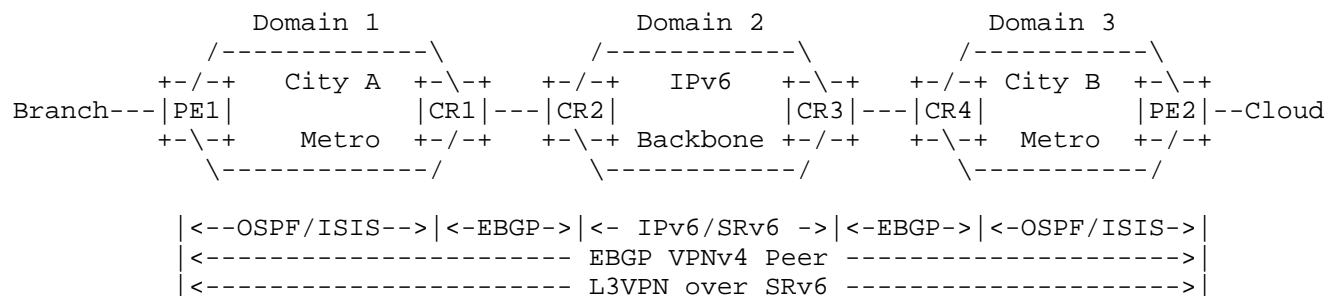 Domain 1               Domain 2               Domain 3
                /-------------\        /------------\         /-----------\
            +-/-+   City A   +-\-+   +-/-+   IPv6   +-\-+   +-/-+ City B  +-\-+
Branch---|PE1|            |CR1|---|CR2|          |CR3|---|CR4|         |PE2|--Cloud
            +-\-+    Metro   +-/-+   +-\-+ Backbone +-/-+   +-\-+  Metro  +-/-+
                \-------------/        \------------/         \-----------/
|<--OSPF/ISIS-->|<-EBGP->|<- IPv6/SRv6 ->|<-EBGP->|<-OSPF/ISIS->|
|<---------------------- EBGP VPNv4 Peer -------------------->|
|<---------------------- L3VPN over SRv6 -------------------->|